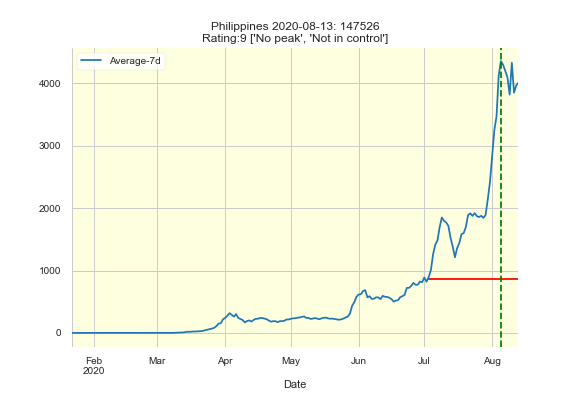 Philippines 2020-08-13: 147526
Rating:9 ['No peak', 'Not in control']
Average-7d
4000
3000
2000
1000
0
Feb
2020
Mar
Apr
May
Jun
Jul
Aug
Date